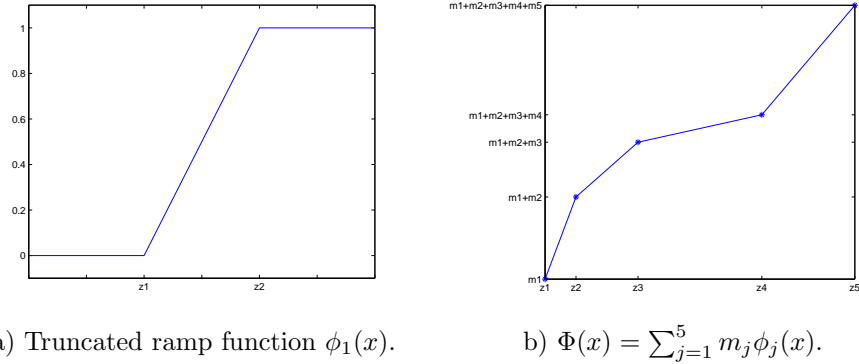 1
0.8
0.6
0.4
0.2
0
z1 z2
m1+m2+m3+m4+m5
m1+m2+m3+m4
m1+m2+m3
m1+m2
m1
z1 z2 z3 z4 z5
) Truncated ramp function ϕ₁(x).
b) Φ(x) = ∑⁵ⱼ₌₁ mⱼϕⱼ(x).